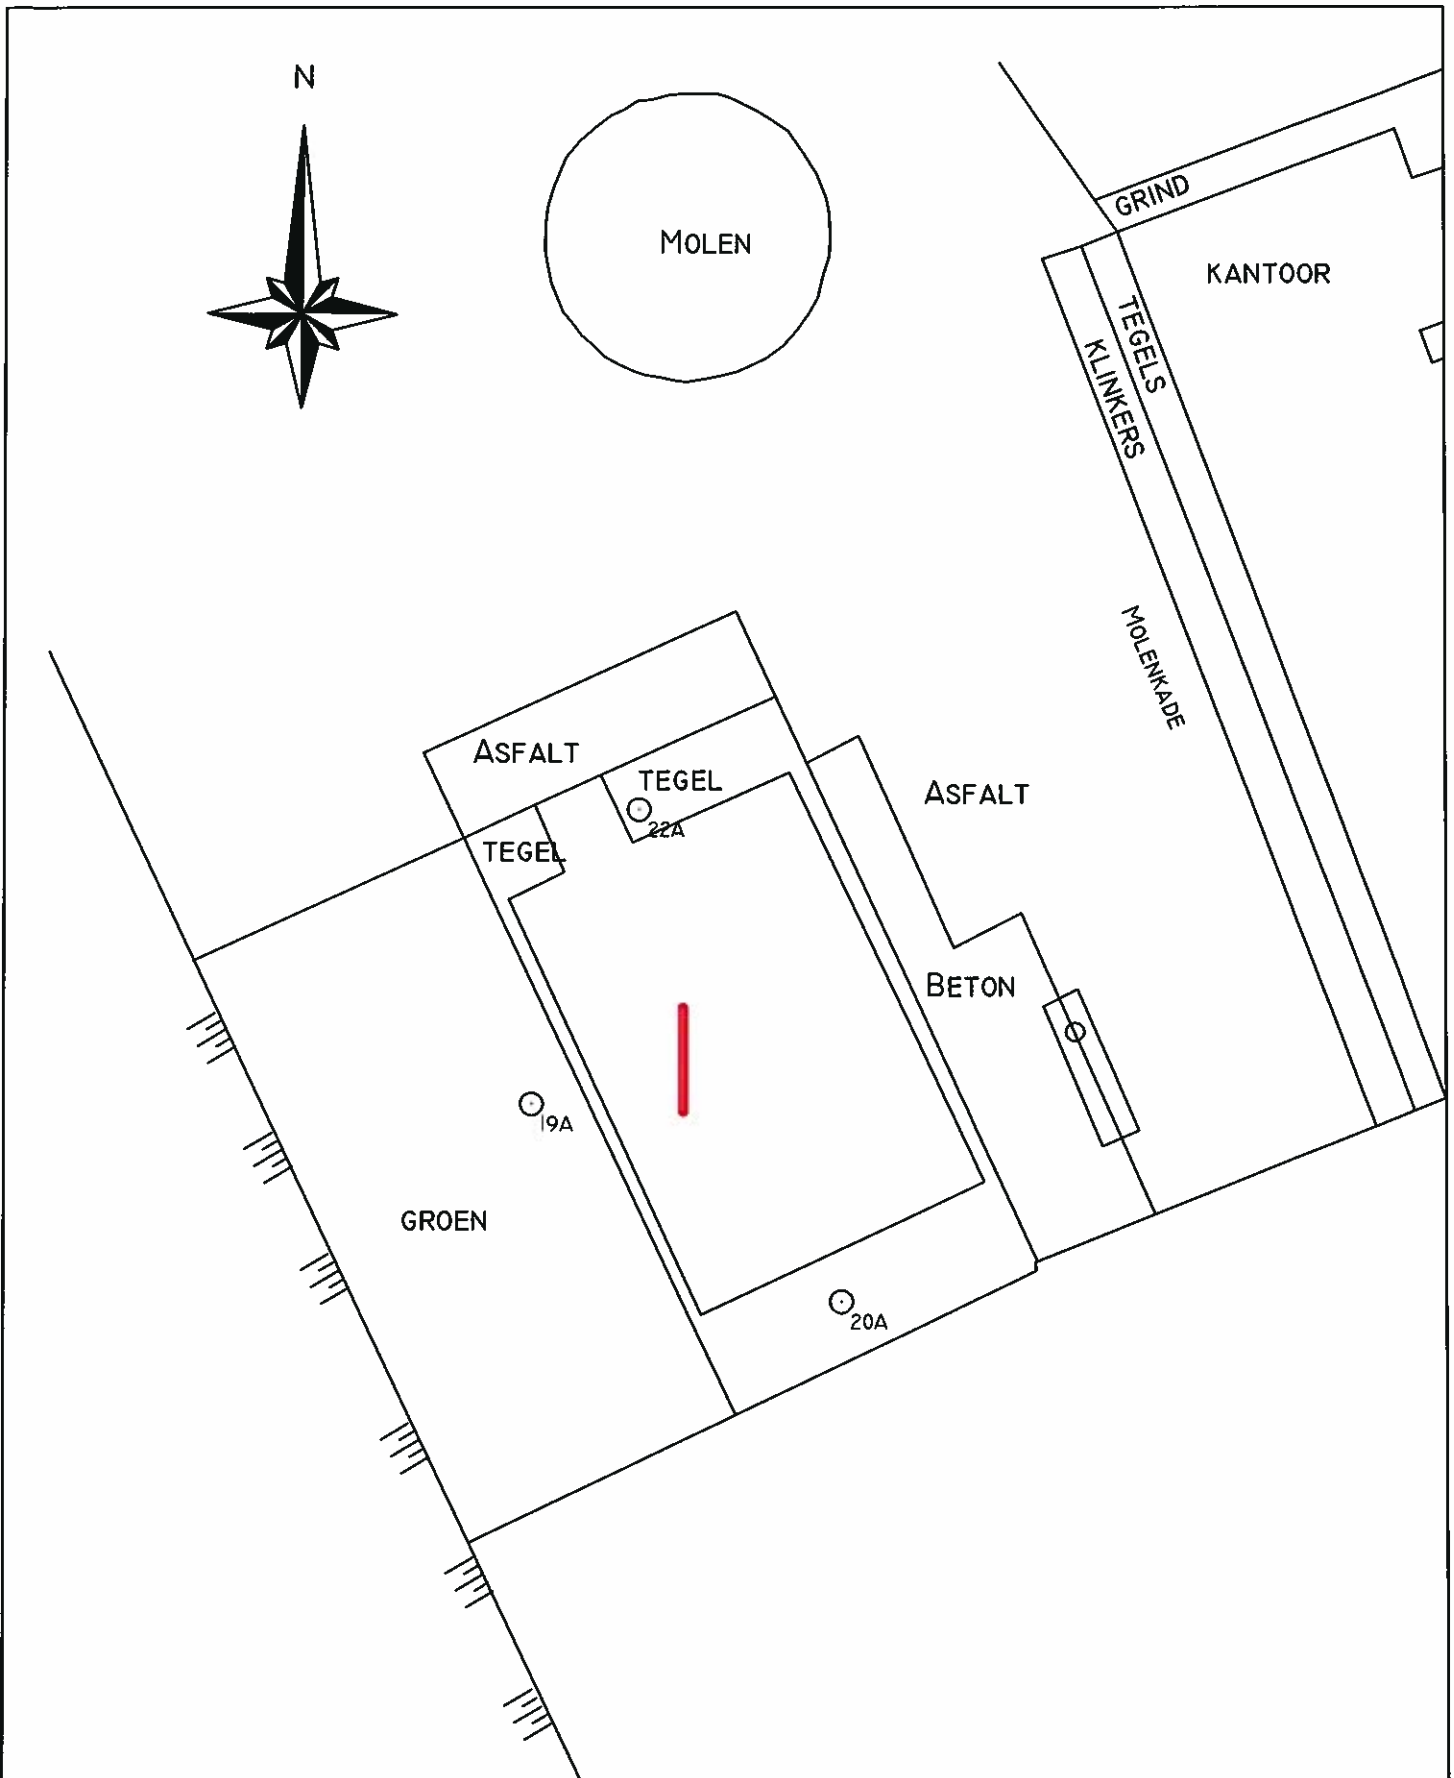 N
MOLEN
GRIND
KANTOOR
TEGELS
KLINKERS
MOLENKADE
ASFALT
TEGEL
22A
ASFALT
TEGEL
BETON
19A
GROEN
20A